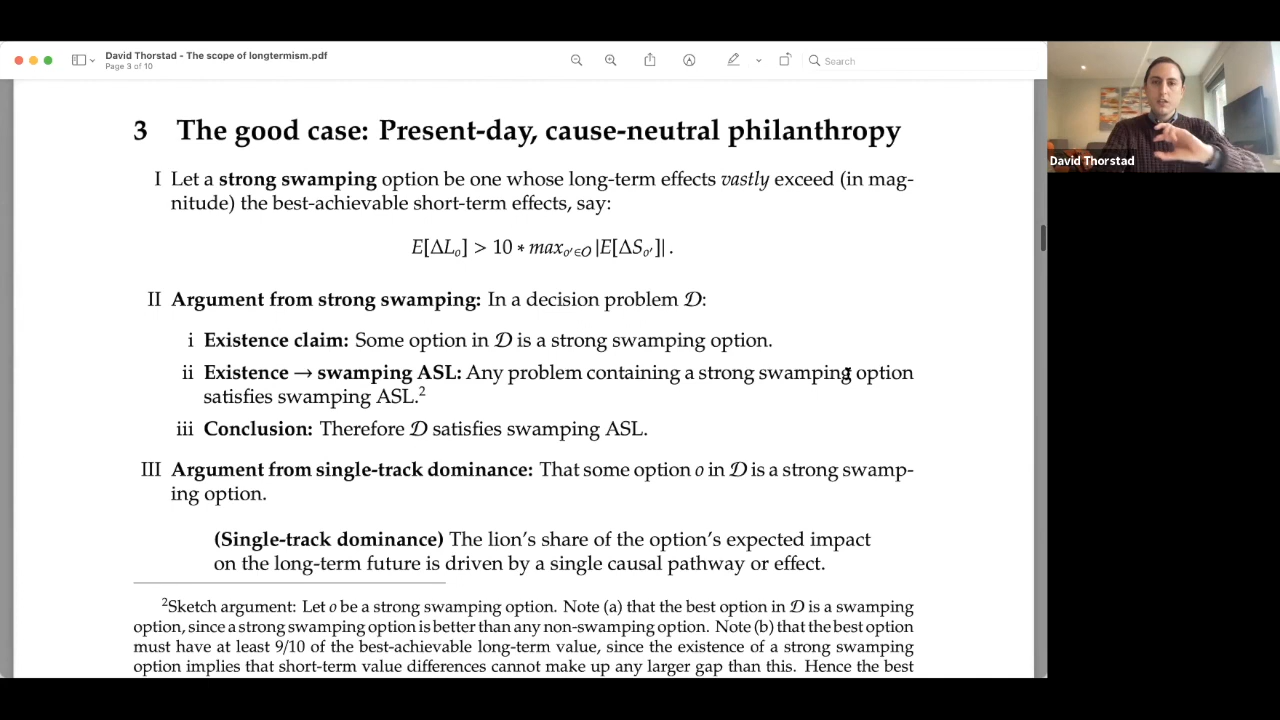 David Thorstad - The scope of longtermism.pdf
Page 3 of 10
Search
David Thorstad
3 The good case: Present-day, cause-neutral philanthropy
I Let a strong swamping option be one whose long-term effects vastly exceed (in mag-
nitude) the best-achievable short-term effects, say:
E[ΔLₒ] > 10 * maxₒ′∈O |E[ΔSₒ′]| .
II Argument from strong swamping: In a decision problem 𝒟:
i Existence claim: Some option in 𝒟 is a strong swamping option.
ii Existence → swamping ASL: Any problem containing a strong swamping option
satisfies swamping ASL.²
iii Conclusion: Therefore 𝒟 satisfies swamping ASL.
III Argument from single-track dominance: That some option o in 𝒟 is a strong swamp-
ing option.
(Single-track dominance) The lion's share of the option's expected impact
on the long-term future is driven by a single causal pathway or effect.
²Sketch argument: Let o be a strong swamping option. Note (a) that the best option in 𝒟 is a swamping
option, since a strong swamping option is better than any non-swamping option. Note (b) that the best option
must have at least 9/10 of the best-achievable long-term value, since the existence of a strong swamping
option implies that short-term value differences cannot make up any larger gap than this. Hence the best